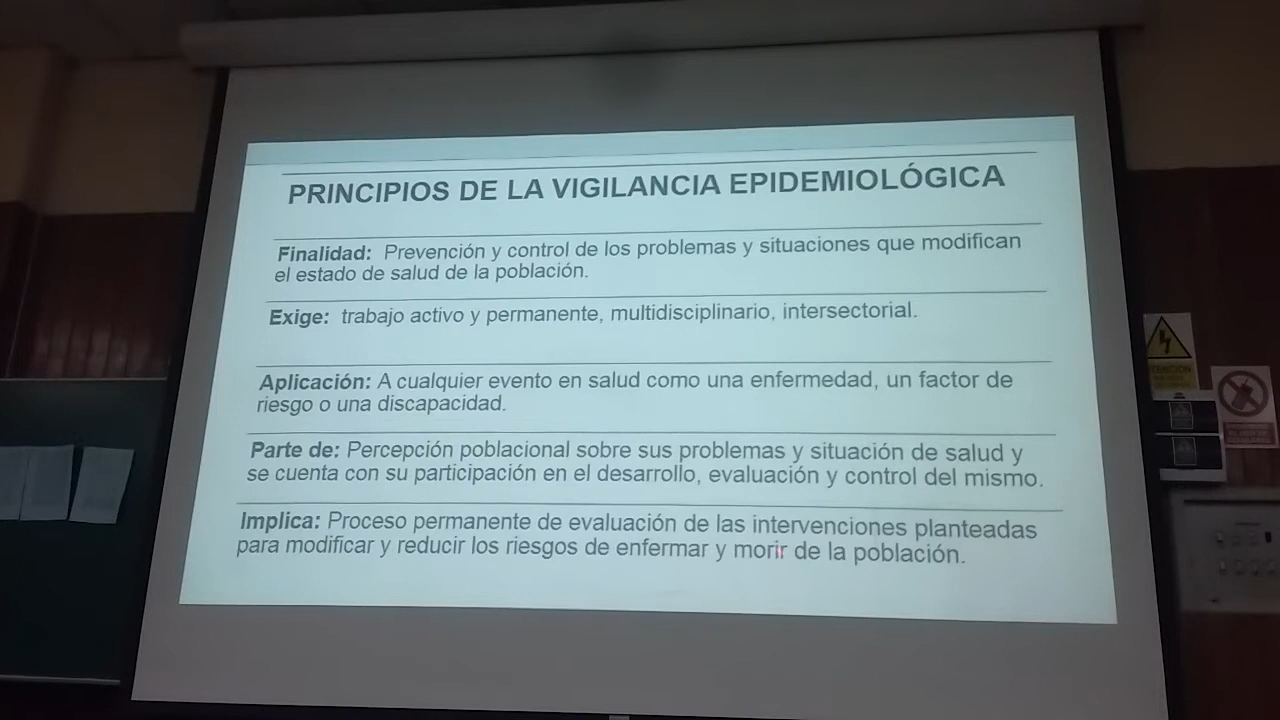 PRINCIPIOS DE LA VIGILANCIA EPIDEMIOLÓGICA
Finalidad: Prevención y control de los problemas y situaciones que modifican
el estado de salud de la población.
Exige: trabajo activo y permanente, multidisciplinario, intersectorial.
Aplicación: A cualquier evento en salud como una enfermedad, un factor de
riesgo o una discapacidad.
Parte de: Percepción poblacional sobre sus problemas y situación de salud y
se cuenta con su participación en el desarrollo, evaluación y control del mismo.
Implica: Proceso permanente de evaluación de las intervenciones planteadas
para modificar y reducir los riesgos de enfermar y morir de la población.